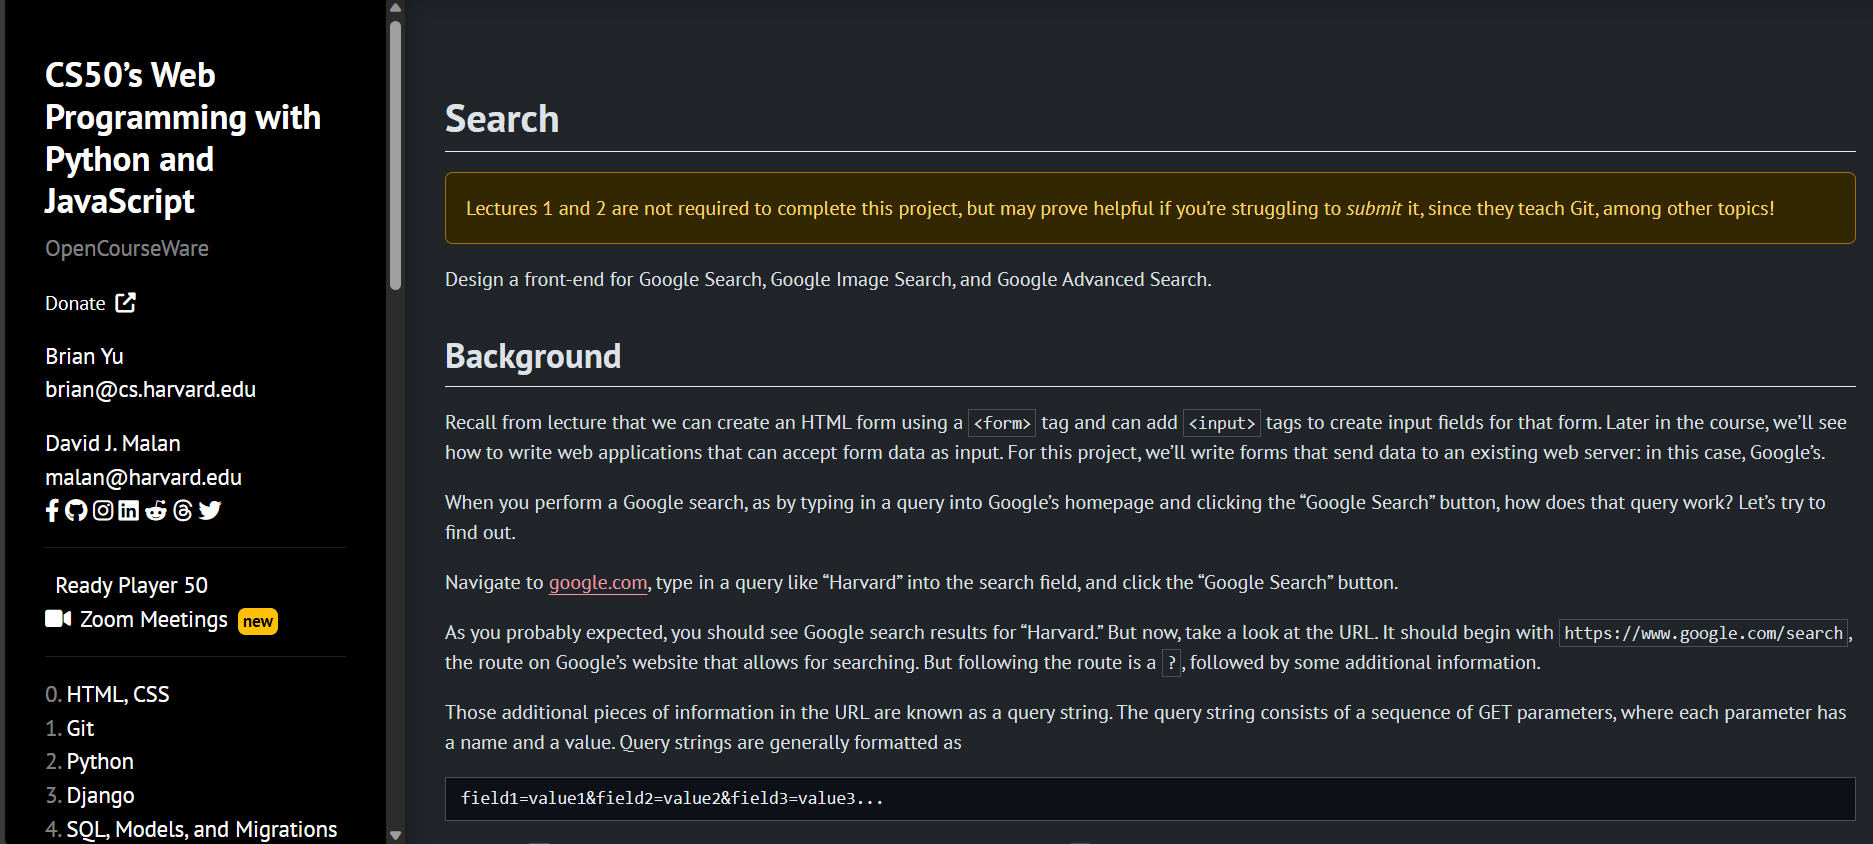 CS50’s Web
Programming with
Python and
JavaScript
OpenCourseWare
Donate
Brian Yu
brian@cs.harvard.edu
David J. Malan
malan@harvard.edu
Ready Player 50
Zoom Meetings new
0. HTML, CSS
1. Git
2. Python
3. Django
4. SQL, Models, and Migrations
Search
Lectures 1 and 2 are not required to complete this project, but may prove helpful if you’re struggling to submit it, since they teach Git, among other topics!
Design a front-end for Google Search, Google Image Search, and Google Advanced Search.
Background
Recall from lecture that we can create an HTML form using a <form> tag and can add <input> tags to create input fields for that form. Later in the course, we’ll see
how to write web applications that can accept form data as input. For this project, we’ll write forms that send data to an existing web server: in this case, Google’s.
When you perform a Google search, as by typing in a query into Google’s homepage and clicking the “Google Search” button, how does that query work? Let’s try to
find out.
Navigate to google.com, type in a query like “Harvard” into the search field, and click the “Google Search” button.
As you probably expected, you should see Google search results for “Harvard.” But now, take a look at the URL. It should begin with https://www.google.com/search,
the route on Google’s website that allows for searching. But following the route is a ?, followed by some additional information.
Those additional pieces of information in the URL are known as a query string. The query string consists of a sequence of GET parameters, where each parameter has
a name and a value. Query strings are generally formatted as
field1=value1&field2=value2&field3=value3...